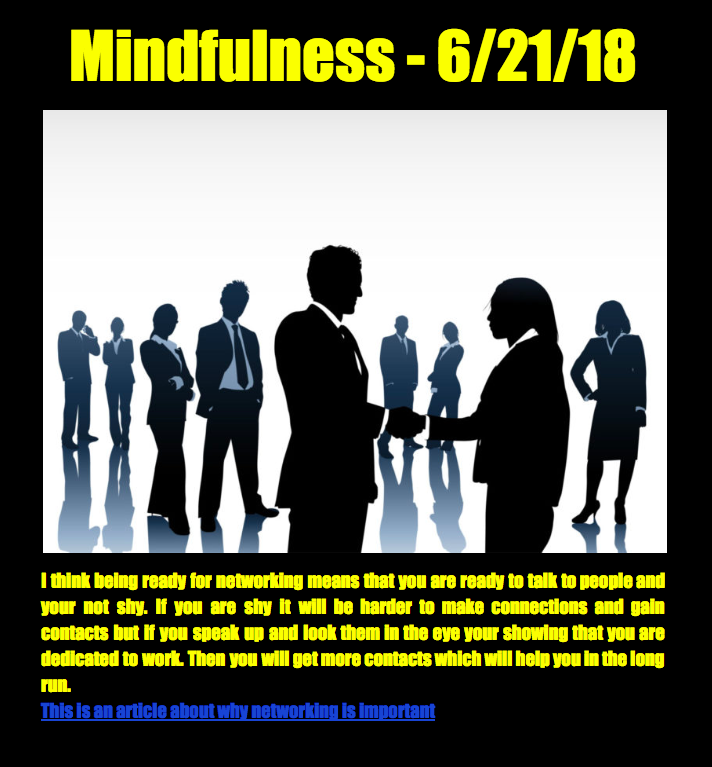 Mindfulness - 6/21/18
I think being ready for networking means that you are ready to talk to people and
your not shy. If you are shy it will be harder to make connections and gain
contacts but if you speak up and look them in the eye your showing that you are
dedicated to work. Then you will get more contacts which will help you in the long
run.
This is an article about why networking is important